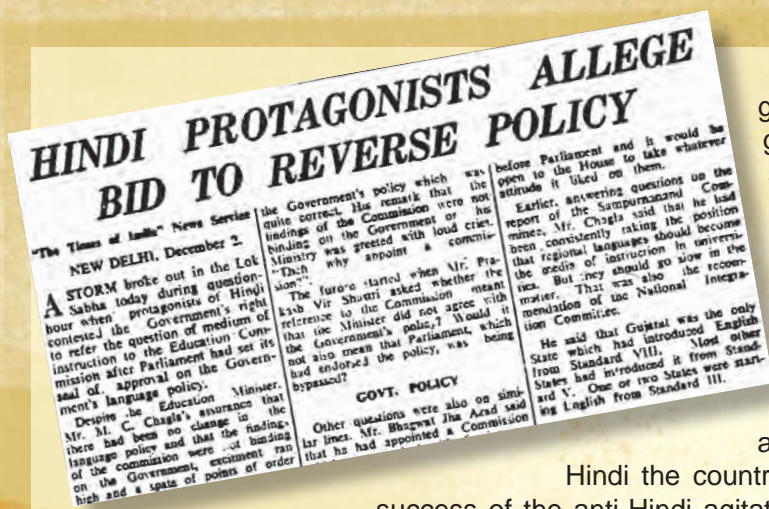 HINDI PROTAGONISTS ALLEGE
BID TO REVERSE POLICY
"The Times of India" News Service
NEW DELHI, December 2.
A STORM broke out in the Lok
Sabha today during question-
hour when protagonists of Hindi
contested the Government's right
to refer the question of medium of
instruction to the Education Com-
mission after Parliament had set its
seal of approval on the Govern-
ment's language policy.
Despite the Education Minister,
Mr. M. C. Chagla's assurance that
there had been no change in the
language policy and that the findings
of the commission were not binding
on the Government, excitment ran
high and a spate of points of order
the Government's policy which was
quite correct. His remark that the
findings of the Commission were not
binding on the Government or his
Ministry was greeted with loud cries,
"Then why appoint a commis-
sion?"
The furore started when Mr. Pra-
kash Vir Shastri asked whether the
reference to the Commission meant
that the Minister did not agree with
the Government's policy? Would it
not also mean that Parliament, which
had endorsed the policy, was being
bypassed?
GOVT. POLICY
Other questions were also on simi-
lar lines. Mr. Bhagwat Jha Azad said
that he had appointed a Commission
before Parliament and it would be
open to the House to take whatever
attitude it liked on them.
Earlier, answering questions on the
report of the Sampurnanand Com-
mittee, Mr. Chagla said that he had
been consistently taking the position
that regional languages should become
the media of instruction in universi-
ties. But they should go slow in the
matter. That was also the recom-
mendation of the National Integra-
tion Committee.
He said that Gujarat was the only
State which had introduced English
from Standard VIII. Most other
States had introduced it from Stand-
ard V. One or two States were start-
ing English from Standard III.
g
g
a
Hindi the countr
success of the anti-Hindi agitat